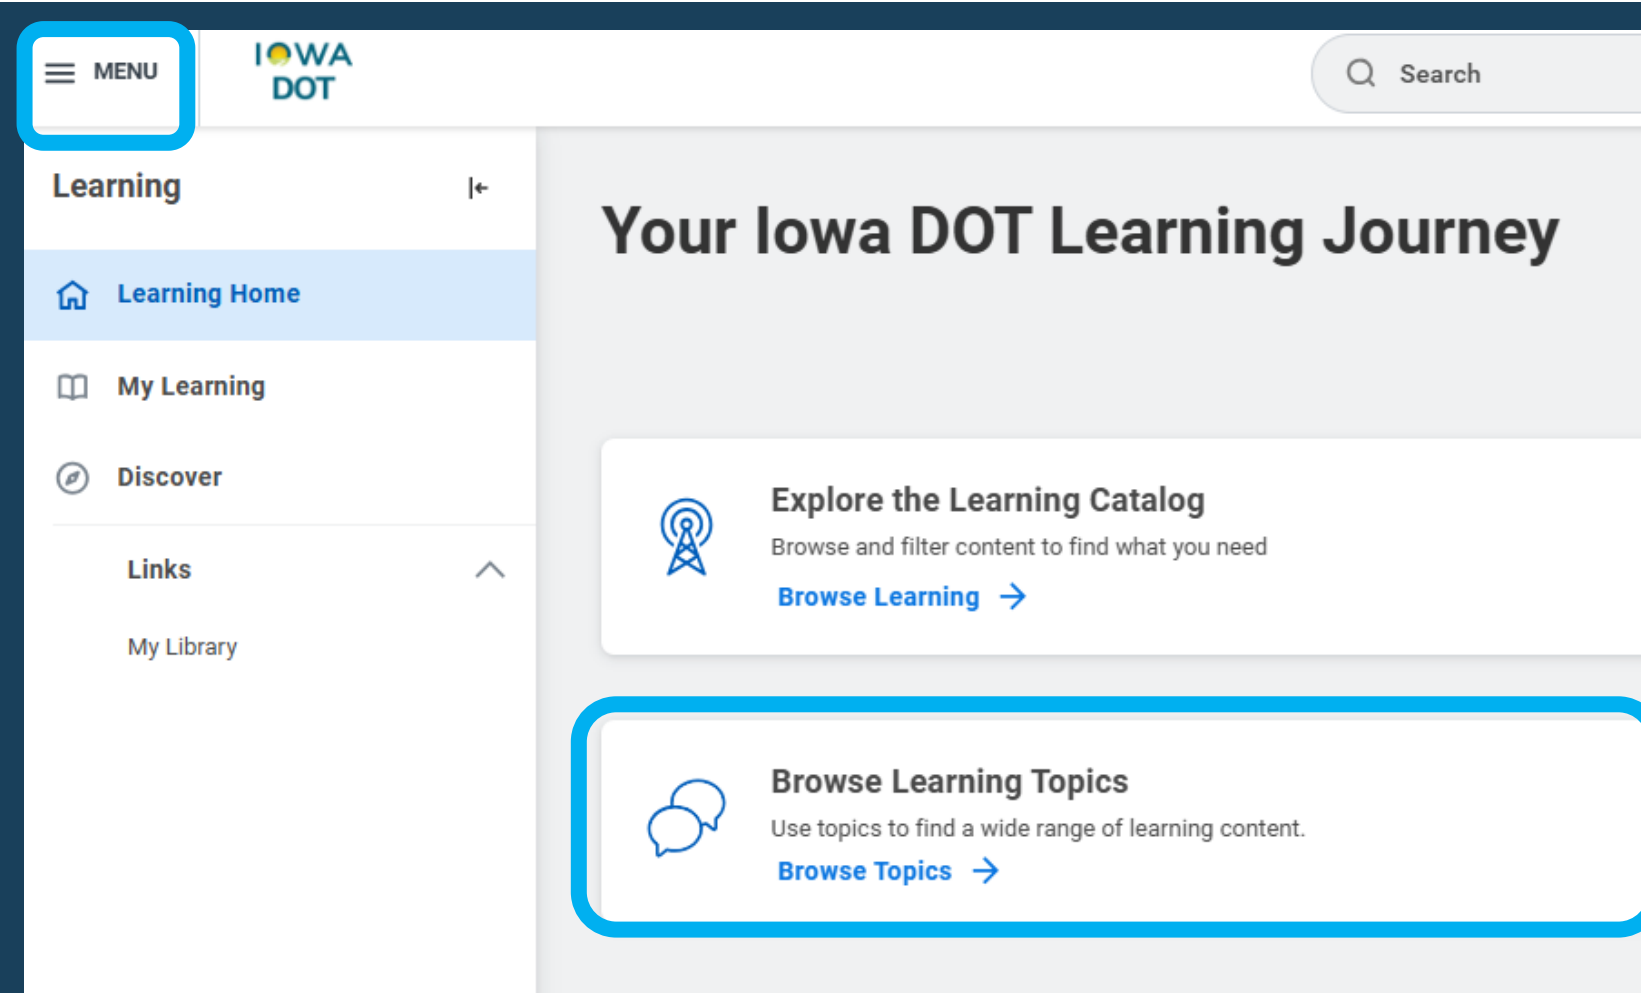 MENU
IOWA
DOT
Search
Learning
Your Iowa DOT Learning Journey
Learning Home
My Learning
Discover
Links
My Library
Explore the Learning Catalog
Browse and filter content to find what you need
Browse Learning
Browse Learning Topics
Use topics to find a wide range of learning content.
Browse Topics